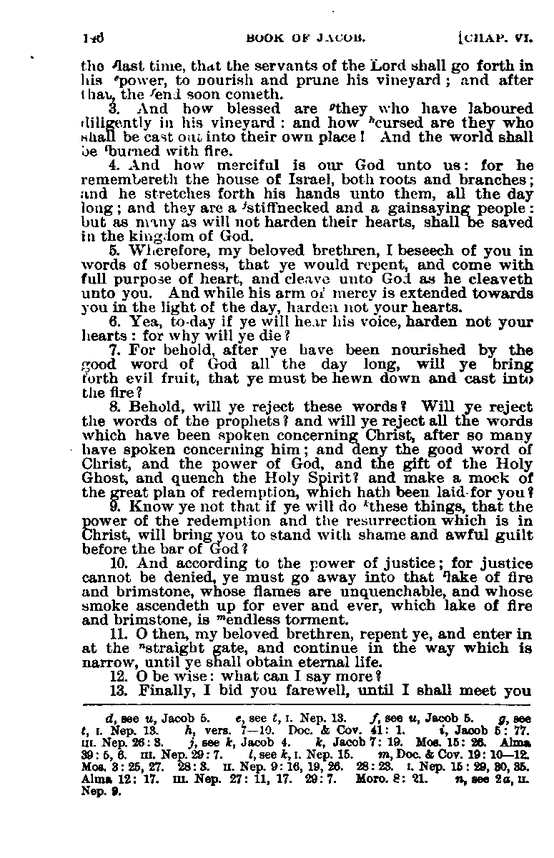 146 BOOK OF JACOB. [CHAP. VI.
the ᵈlast time, that the servants of the Lord shall go forth in
his ᵉpower, to nourish and prune his vineyard; and after
that, the ᶠend soon cometh.
3. And how blessed are ᵍthey who have laboured
diligently in his vineyard: and how ʰcursed are they who
shall be cast out into their own place! And the world shall
be ⁱburned with fire.
4. And how merciful is our God unto us: for he
remembereth the house of Israel, both roots and branches;
and he stretches forth his hands unto them, all the day
long; and they are a ʲstiffnecked and a gainsaying people:
but as many as will not harden their hearts, shall be saved
in the kingdom of God.
5. Wherefore, my beloved brethren, I beseech of you in
words of soberness, that ye would repent, and come with
full purpose of heart, and cleave unto God as he cleaveth
unto you. And while his arm of mercy is extended towards
you in the light of the day, harden not your hearts.
6. Yea, to-day if ye will hear his voice, harden not your
hearts: for why will ye die?
7. For behold, after ye have been nourished by the
good word of God all the day long, will ye bring
forth evil fruit, that ye must be hewn down and cast into
the fire?
8. Behold, will ye reject these words? Will ye reject
the words of the prophets? and will ye reject all the words
which have been spoken concerning Christ, after so many
have spoken concerning him; and deny the good word of
Christ, and the power of God, and the gift of the Holy
Ghost, and quench the Holy Spirit? and make a mock of
the great plan of redemption, which hath been laid for you?
9. Know ye not that if ye will do ᵏthese things, that the
power of the redemption and the resurrection which is in
Christ, will bring you to stand with shame and awful guilt
before the bar of God?
10. And according to the power of justice; for justice
cannot be denied, ye must go away into that ˡlake of fire
and brimstone, whose flames are unquenchable, and whose
smoke ascendeth up for ever and ever, which lake of fire
and brimstone, is ᵐendless torment.
11. O then, my beloved brethren, repent ye, and enter in
at the ⁿstraight gate, and continue in the way which is
narrow, until ye shall obtain eternal life.
12. O be wise: what can I say more?
13. Finally, I bid you farewell, until I shall meet you
d, see u, Jacob 5. e, see t, I. Nep. 13. f, see u, Jacob 5. g, see
t, I. Nep. 13. h, vers. 7—10. Doc. & Cov. 41: 1. i, Jacob 5: 77.
III. Nep. 26: 3. j, see k, Jacob 4. k, Jacob 7: 19. Mos. 15: 26. Alma
39: 5, 6. III. Nep. 29: 7. l, see k, I. Nep. 15. m, Doc. & Cov. 19: 10—12.
Mos. 3: 25, 27. 28: 3. II. Nep. 9: 16, 19, 26. 28: 23. I. Nep. 15: 29, 30, 35.
Alma 12: 17. III. Nep. 27: 11, 17. 29: 7. Moro. 8: 21. n, see 2a, II.
Nep. 9.